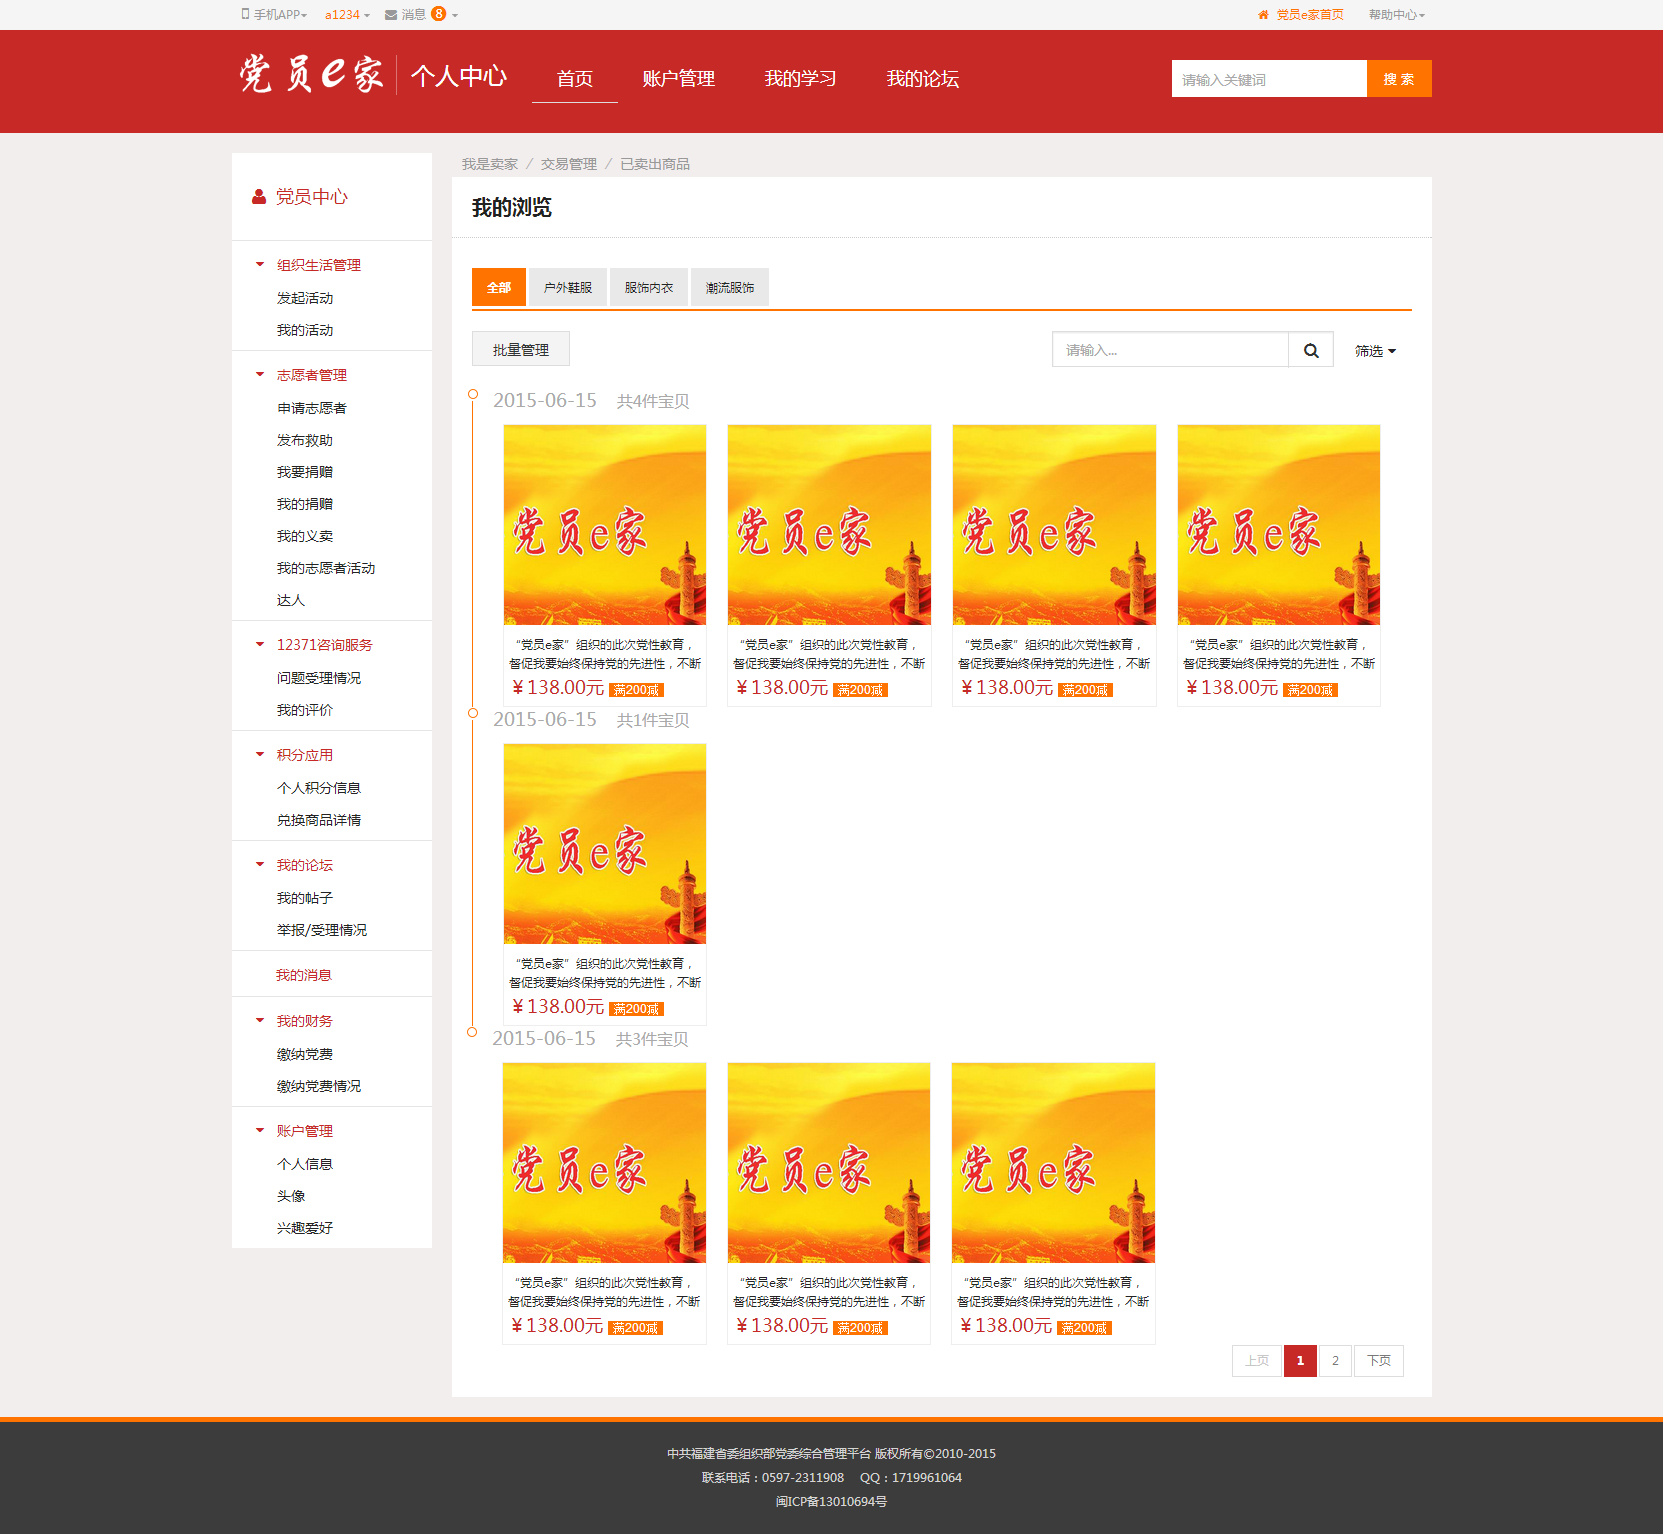 手机APP a1234 消息 8 党员e家首页 帮助中心
党员e家 个人中心 首页 账户管理 我的学习 我的论坛 请输入关键词 搜 索
我是卖家 / 交易管理 / 已卖出商品
党员中心
组织生活管理
发起活动
我的活动
志愿者管理
申请志愿者
发布救助
我要捐赠
我的捐赠
我的义卖
我的志愿者活动
达人
12371咨询服务
问题受理情况
我的评价
积分应用
个人积分信息
兑换商品详情
我的论坛
我的帖子
举报/受理情况
我的消息
我的财务
缴纳党费
缴纳党费情况
账户管理
个人信息
头像
兴趣爱好
我的浏览
全部 户外鞋服 服饰内衣 潮流服饰
批量管理 请输入... 筛选
2015-06-15 共4件宝贝
党员e家 党员e家 党员e家 党员e家
“党员e家”组织的此次党性教育， “党员e家”组织的此次党性教育， “党员e家”组织的此次党性教育， “党员e家”组织的此次党性教育，
督促我要始终保持党的先进性，不断 督促我要始终保持党的先进性，不断 督促我要始终保持党的先进性，不断 督促我要始终保持党的先进性，不断
¥138.00元 满200减 ¥138.00元 满200减 ¥138.00元 满200减 ¥138.00元 满200减
2015-06-15 共1件宝贝
党员e家
“党员e家”组织的此次党性教育，
督促我要始终保持党的先进性，不断
¥138.00元 满200减
2015-06-15 共3件宝贝
党员e家 党员e家 党员e家
“党员e家”组织的此次党性教育， “党员e家”组织的此次党性教育， “党员e家”组织的此次党性教育，
督促我要始终保持党的先进性，不断 督促我要始终保持党的先进性，不断 督促我要始终保持党的先进性，不断
¥138.00元 满200减 ¥138.00元 满200减 ¥138.00元 满200减
上页 1 2 下页
中共福建省委组织部党委综合管理平台 版权所有©2010-2015
联系电话：0597-2311908 QQ：1719961064
闽ICP备13010694号